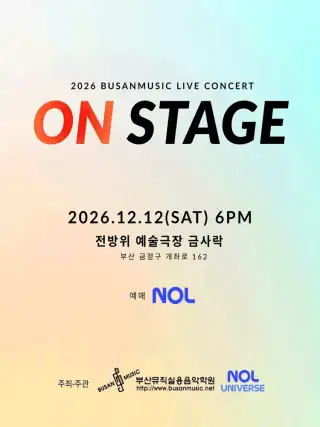 2026 BUSANMUSIC LIVE CONCERT
ON STAGE
2026.12.12(SAT) 6PM
전방위 예술극장 금사락
부산 금정구 개좌로 162
예매 NOL
주최·주관
BUSAN MUSIC
부산뮤직실용음악학원
http://www.busanmusic.net
NOL
UNIVERSE